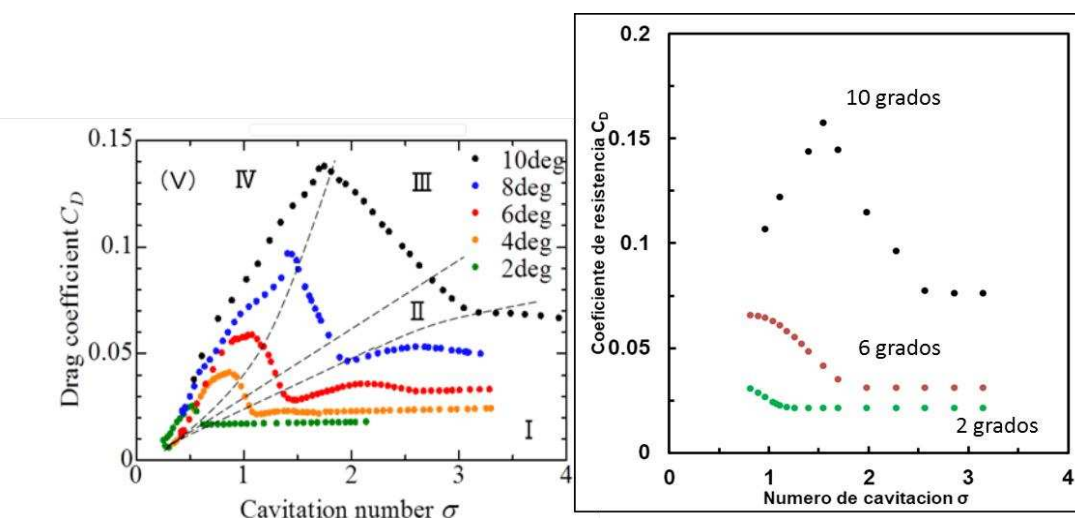 0.15
0.1
0.05
0
Drag coefficient C_D
(V)
IV
III
II
I
10deg
8deg
6deg
4deg
2deg
0 1 2 3 4
Cavitation number σ
0.2
0.15
0.1
0.05
0
Coeficiente de resistencia C_D
10 grados
6 grados
2 grados
0 1 2 3 4
Numero de cavitacion σ